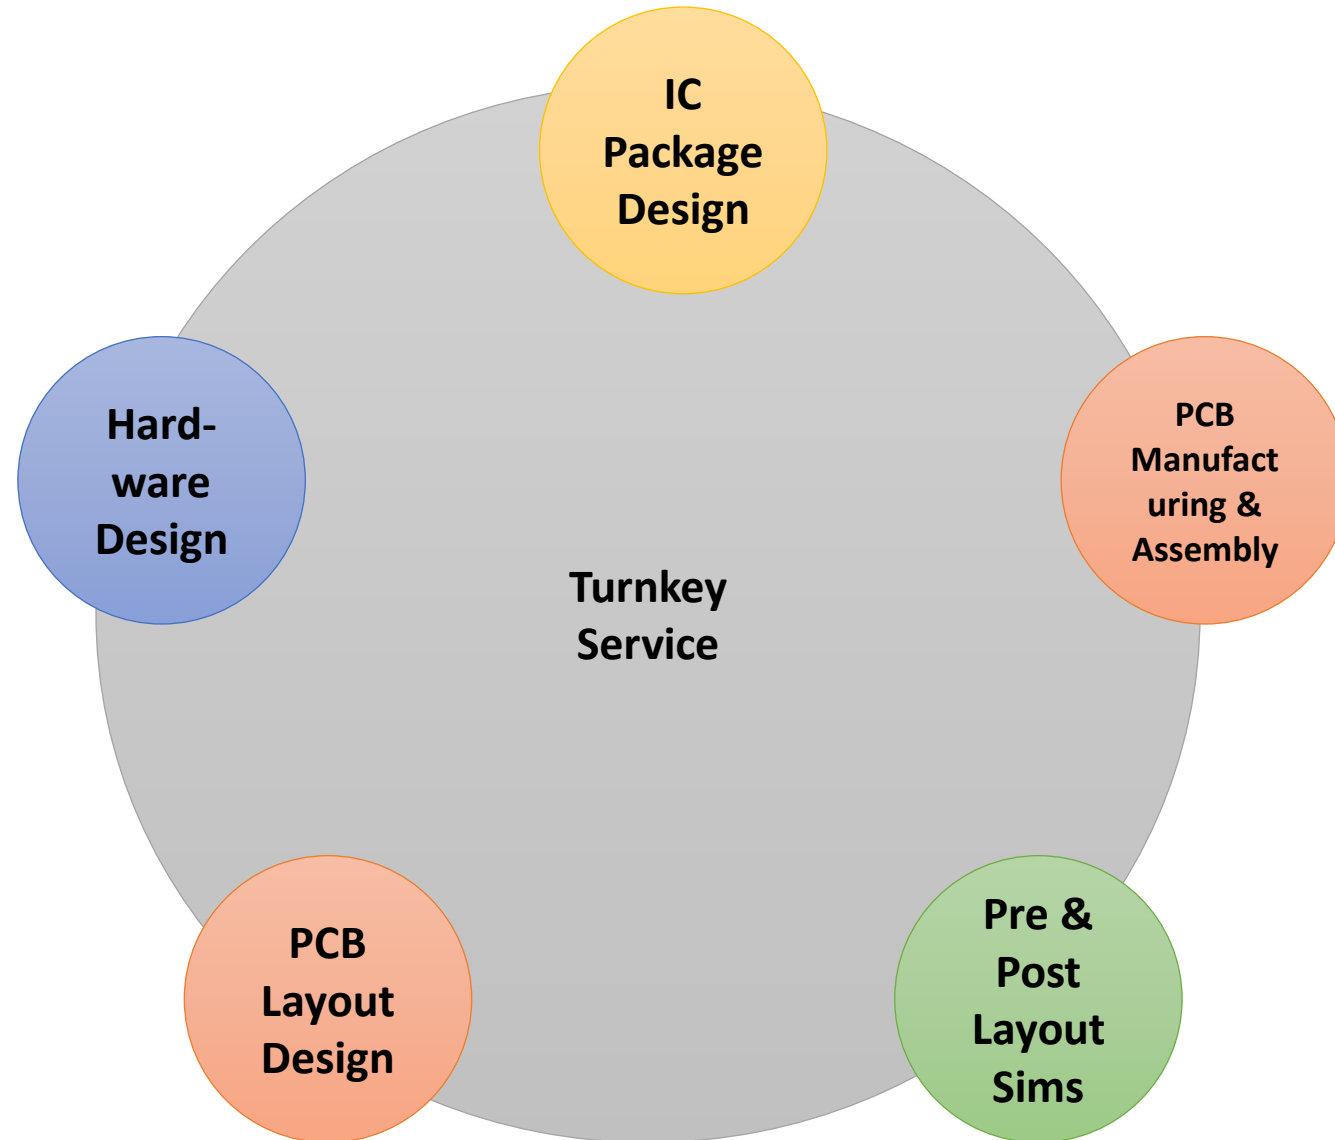 IC
Package
Design
Hard-
ware
Design
PCB
Manufact
uring &
Assembly
Turnkey
Service
PCB
Layout
Design
Pre &
Post
Layout
Sims